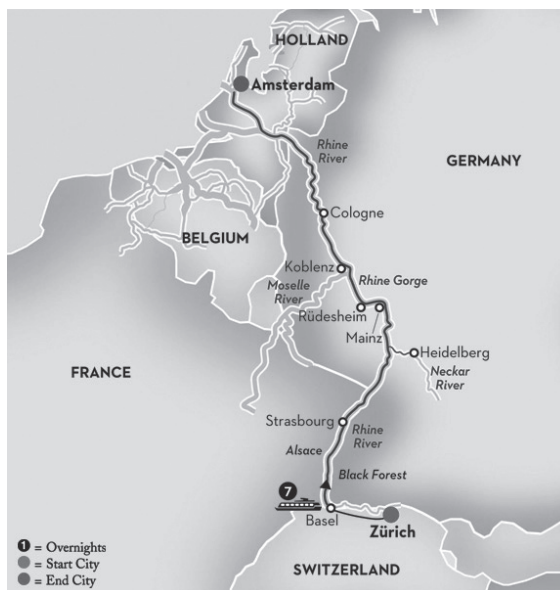 HOLLAND
Amsterdam
Rhine
River
GERMANY
Cologne
BELGIUM
Koblenz
Moselle
River
Rhine Gorge
Rüdesheim
Mainz
Heidelberg
Neckar
River
FRANCE
Strasbourg
Rhine
River
Alsace
Black Forest
7
Basel
Zürich
1 = Overnights
= Start City
= End City
SWITZERLAND